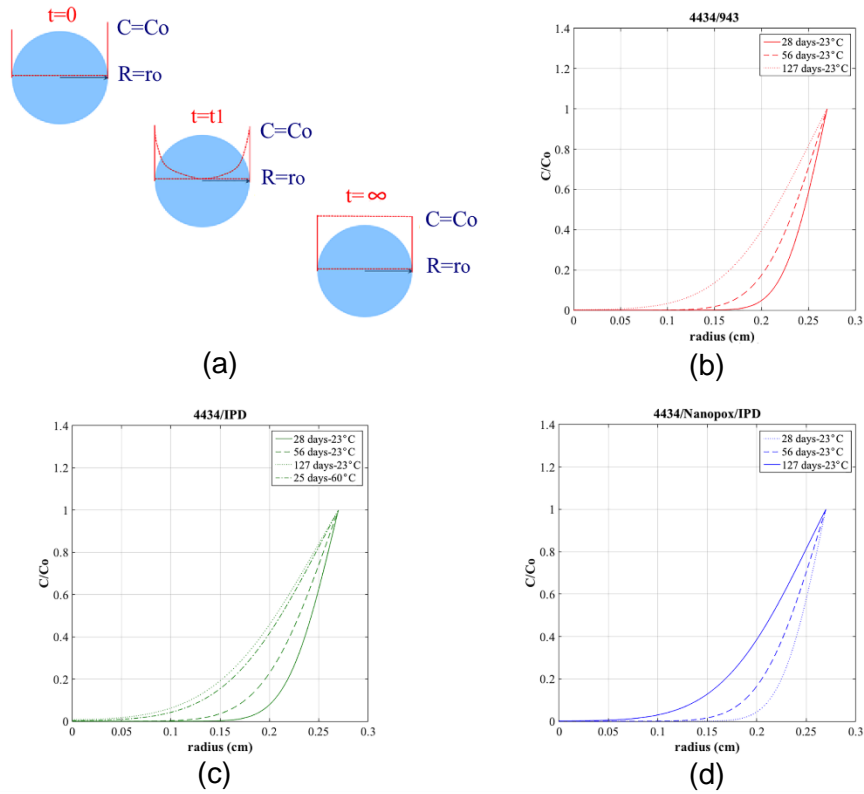 t=0
C=Co
R=ro
t=t1
C=Co
R=ro
t=∞
C=Co
R=ro
(a)
4434/943
28 days-23°C
56 days-23°C
127 days-23°C
C/Co
1.4
1.2
1
0.8
0.6
0.4
0.2
0
0 0.05 0.1 0.15 0.2 0.25 0.3
radius (cm)
(b)
4434/IPD
28 days-23°C
56 days-23°C
127 days-23°C
25 days-60°C
C/Co
1.4
1.2
1
0.8
0.6
0.4
0.2
0
0 0.05 0.1 0.15 0.2 0.25 0.3
radius (cm)
(c)
4434/Nanopox/IPD
28 days-23°C
56 days-23°C
127 days-23°C
C/Co
1.4
1.2
1
0.8
0.6
0.4
0.2
0
0 0.05 0.1 0.15 0.2 0.25 0.3
radius (cm)
(d)